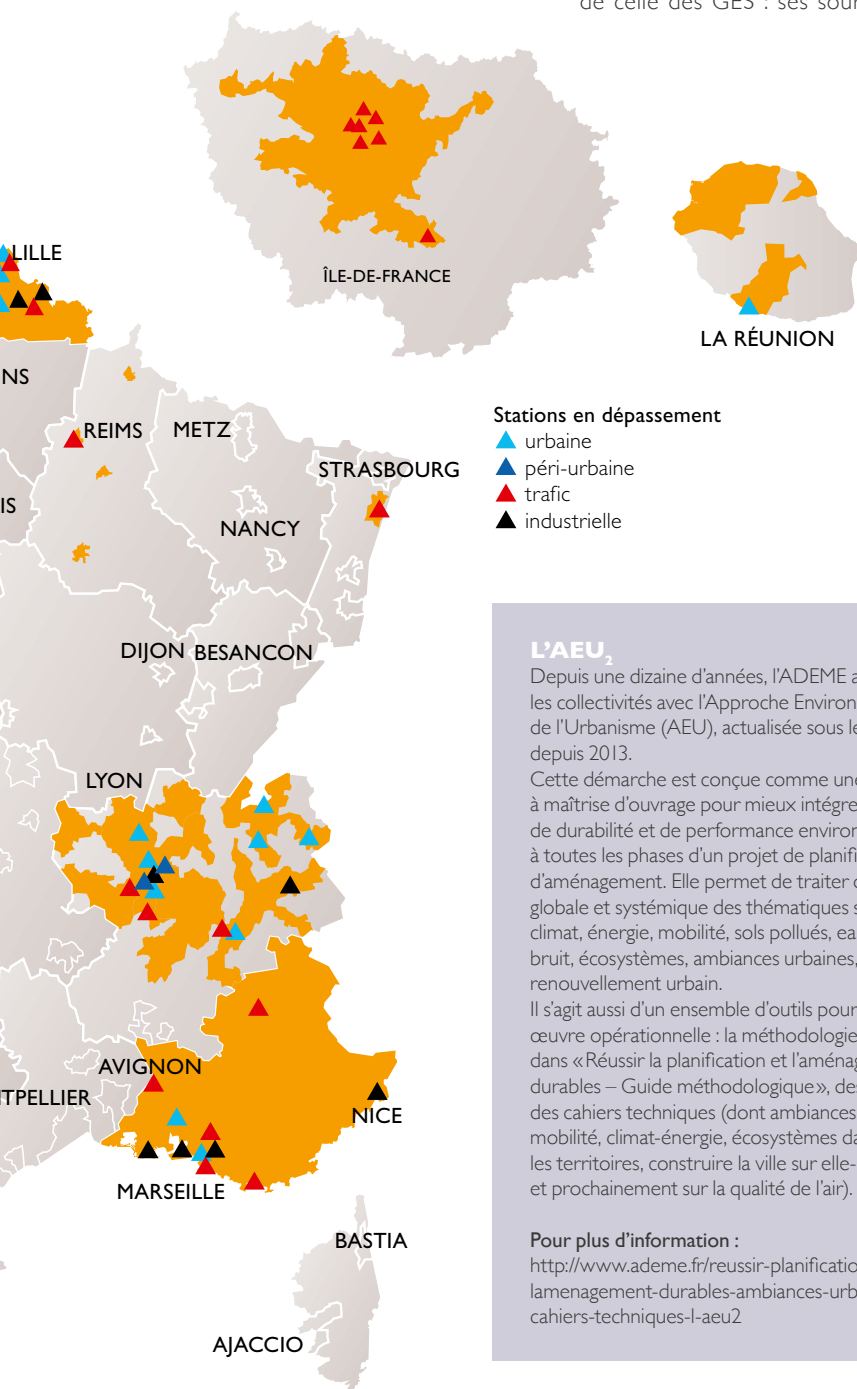 de celle des GES : ses sour
ÎLE-DE-FRANCE
LA RÉUNION
LILLE
NS
REIMS
METZ
STRASBOURG
IS
NANCY
DIJON
BESANCON
LYON
AVIGNON
TPELLIER
NICE
MARSEILLE
BASTIA
AJACCIO
Stations en dépassement
urbaine
péri-urbaine
trafic
industrielle
L'AEU2
Depuis une dizaine d'années, l'ADEME a
les collectivités avec l'Approche Environ
de l'Urbanisme (AEU), actualisée sous le
depuis 2013.
Cette démarche est conçue comme une
à maîtrise d'ouvrage pour mieux intégre
de durabilité et de performance environ
à toutes les phases d'un projet de planifi
d'aménagement. Elle permet de traiter d
globale et systémique des thématiques s
climat, énergie, mobilité, sols pollués, ea
bruit, écosystèmes, ambiances urbaines,
renouvellement urbain.
Il s'agit aussi d'un ensemble d'outils pour
œuvre opérationnelle : la méthodologie
dans «Réussir la planification et l'aménag
durables – Guide méthodologique», des
des cahiers techniques (dont ambiances
mobilité, climat-énergie, écosystèmes da
les territoires, construire la ville sur elle-
et prochainement sur la qualité de l'air).
Pour plus d'information :
http://www.ademe.fr/reussir-planificatio
lamenagement-durables-ambiances-urb
cahiers-techniques-l-aeu2